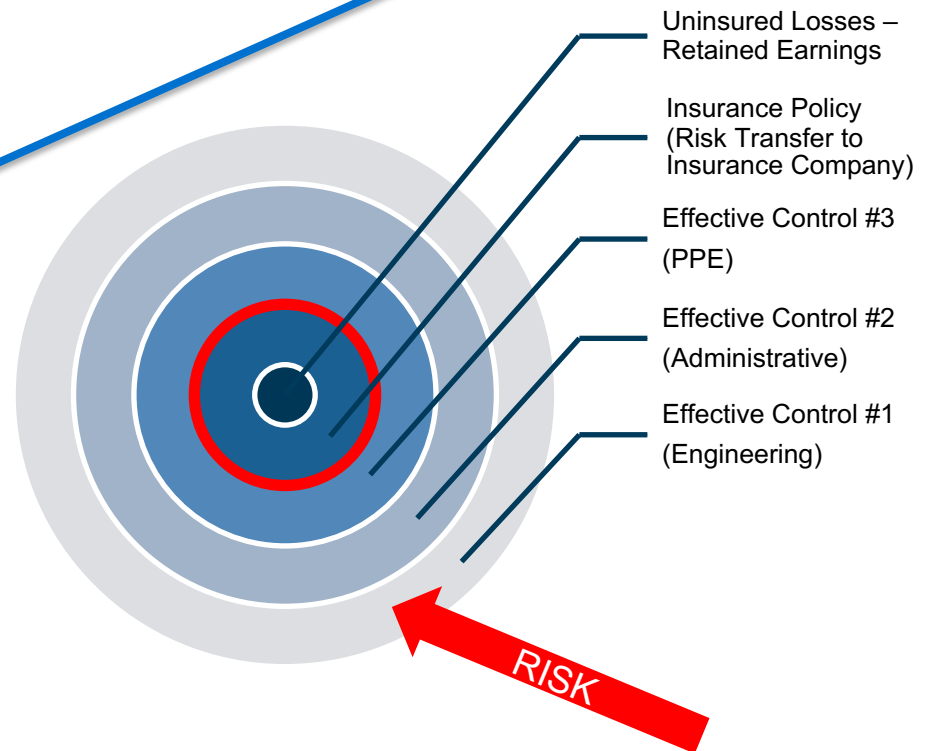 Uninsured Losses –
Retained Earnings
Insurance Policy
(Risk Transfer to
Insurance Company)
Effective Control #3
(PPE)
Effective Control #2
(Administrative)
Effective Control #1
(Engineering)
RISK